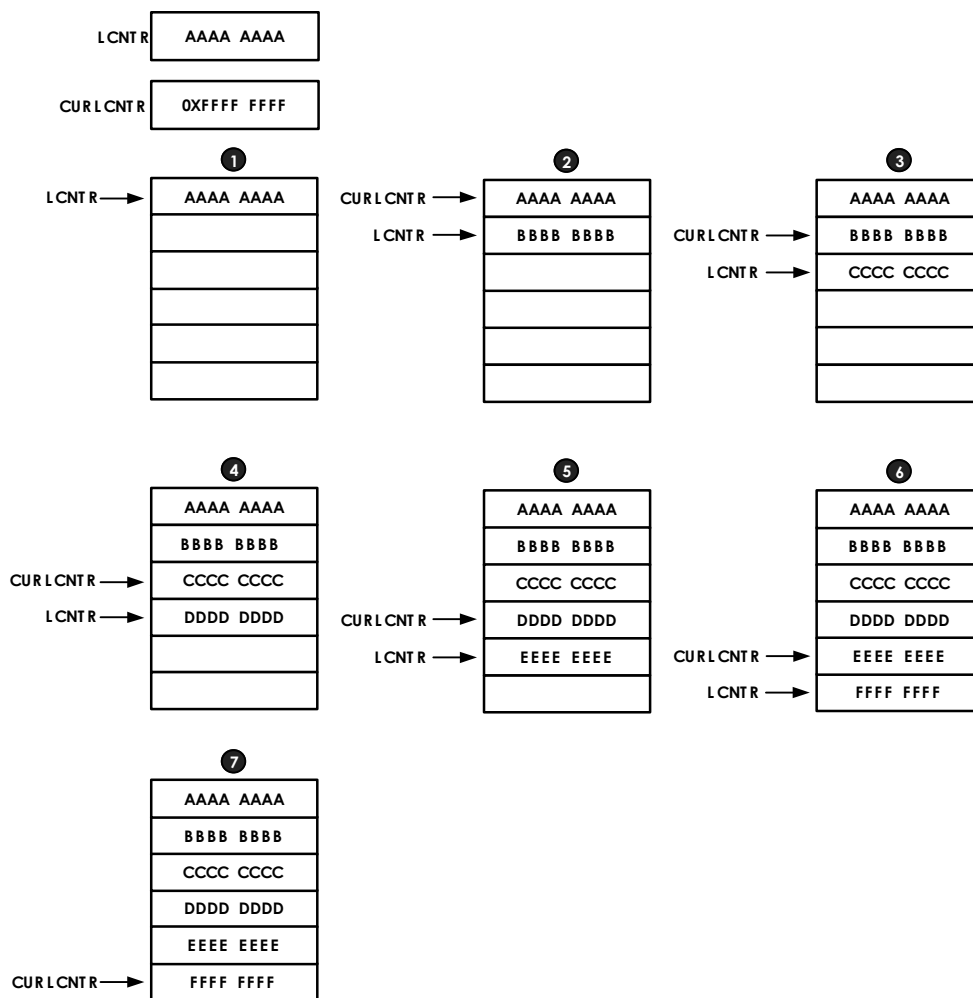 LCNTR AAAA AAAA
CURLCNTR 0XFFFF FFFF
1 2 3
LCNTR AAAA AAAA CURLCNTR AAAA AAAA AAAA AAAA
LCNTR BBBB BBBB CURLCNTR BBBB BBBB
LCNTR CCCC CCCC
4 5 6
AAAA AAAA AAAA AAAA AAAA AAAA
BBBB BBBB BBBB BBBB BBBB BBBB
CURLCNTR CCCC CCCC CCCC CCCC CCCC CCCC
LCNTR DDDD DDDD CURLCNTR DDDD DDDD DDDD DDDD
LCNTR EEEE EEEE CURLCNTR EEEE EEEE
LCNTR FFFF FFFF
7
AAAA AAAA
BBBB BBBB
CCCC CCCC
DDDD DDDD
EEEE EEEE
CURLCNTR FFFF FFFF